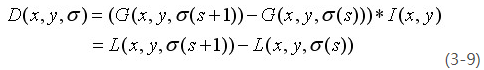 D(x, y, σ) = (G(x, y, σ(s+1)) − G(x, y, σ(s))) * I(x, y)
= L(x, y, σ(s+1)) − L(x, y, σ(s))
(3-9)